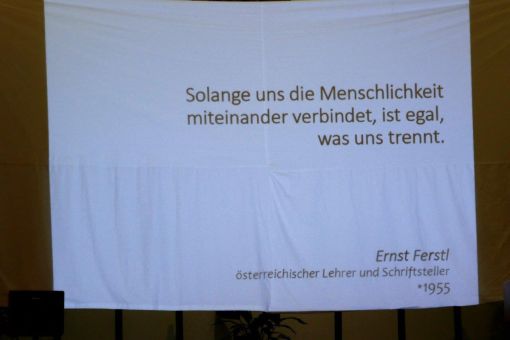 Solange uns die Menschlichkeit
miteinander verbindet, ist egal,
was uns trennt.
Ernst Ferstl
österreichischer Lehrer und Schriftsteller
*1955